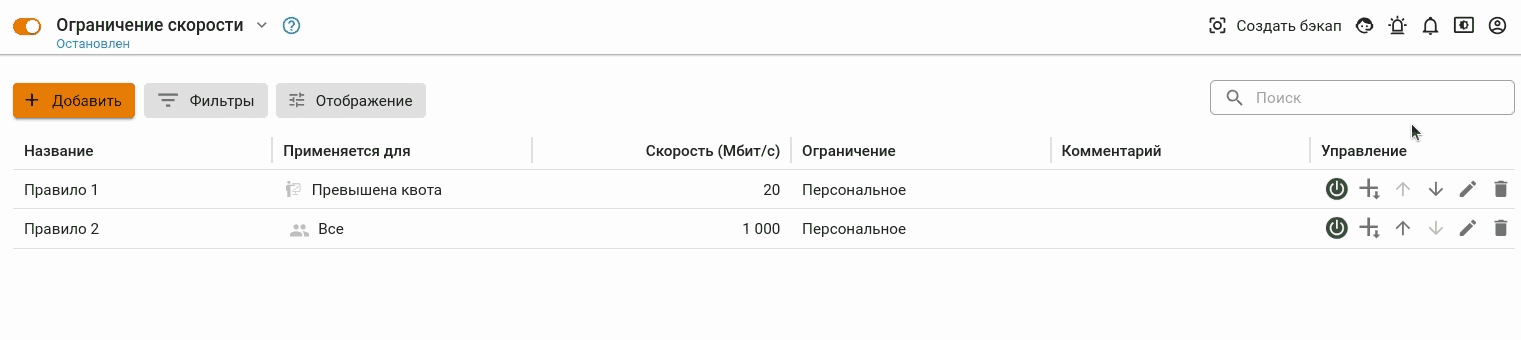 Ограничение скорости
Создать бэкап
Остановлен
Добавить Фильтры Отображение Поиск
Название Применяется для Скорость (Мбит/с) Ограничение Комментарий Управление
Правило 1 Превышена квота 20 Персональное
Правило 2 Все 1 000 Персональное